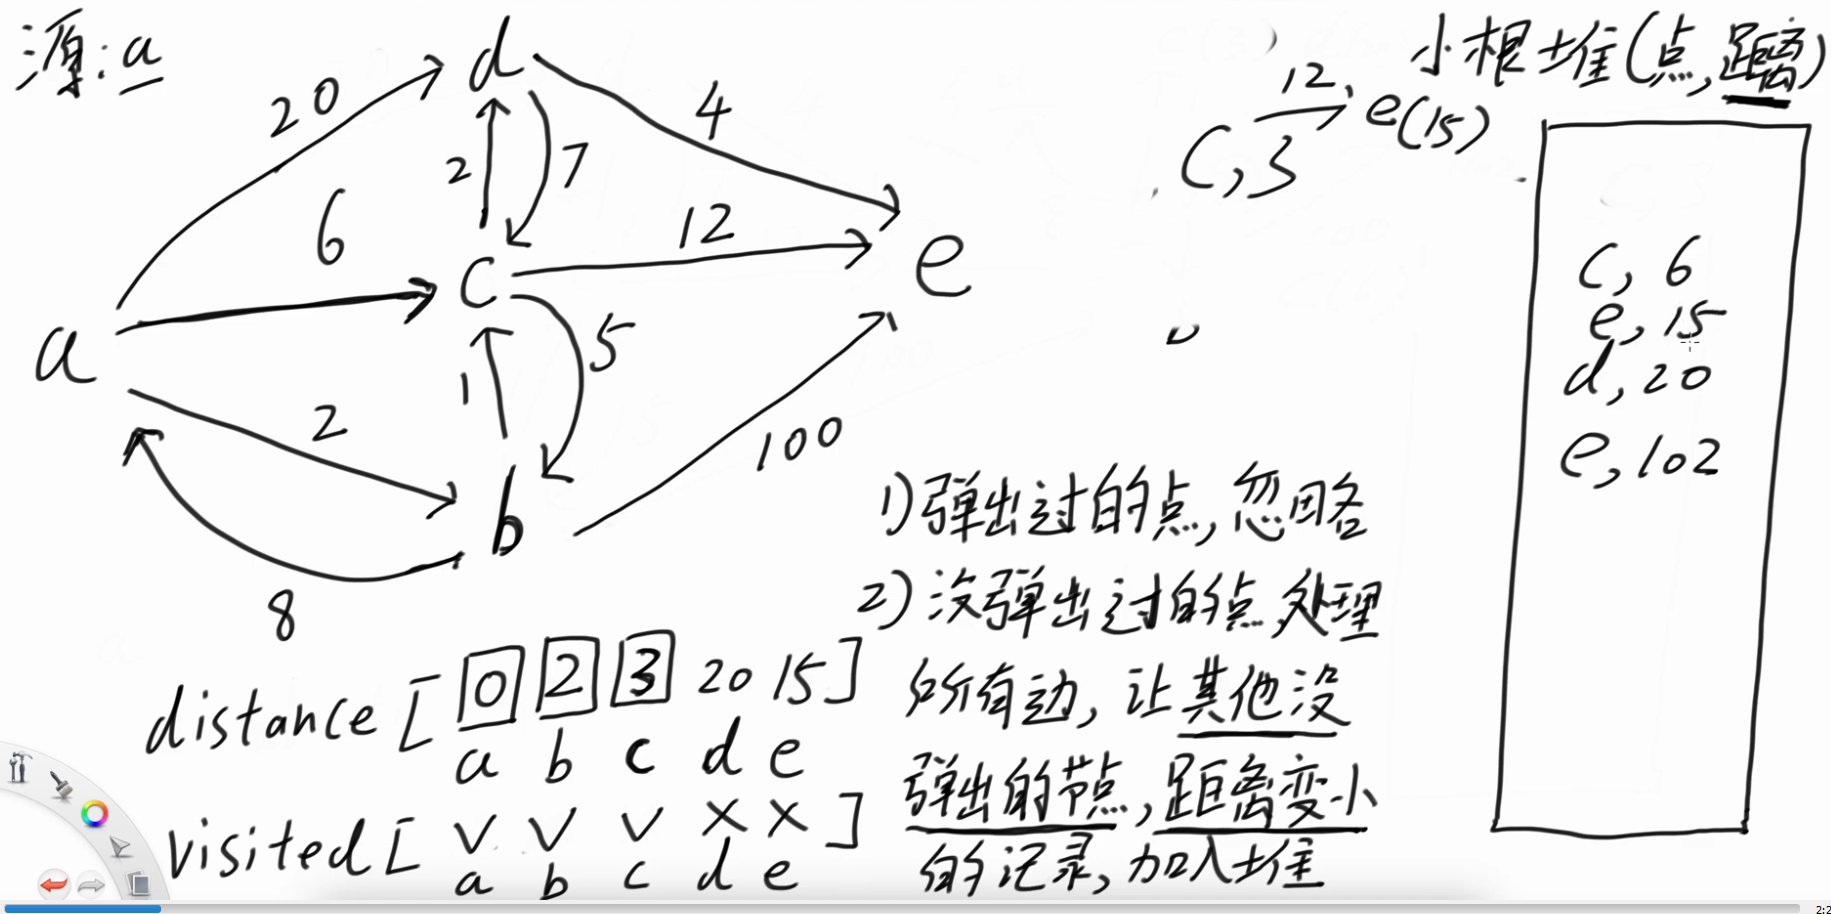 源:a
小根堆(点,距离)
d
20
4
12
C,3
e(15)
2
7
6
12
c
e
a
5
1
2
100
b
8
c, 6
e, 15
d, 20
e, 102
1)弹出过的点,忽略
2)没弹出过的点,处理
所有边,让其他没
弹出的节点,距离变小
的记录,加入堆
distance [ 0 2 3 20 15 ]
a b c d e
visited [ ✓ ✓ ✓ × × ]
a b c d e
2:2